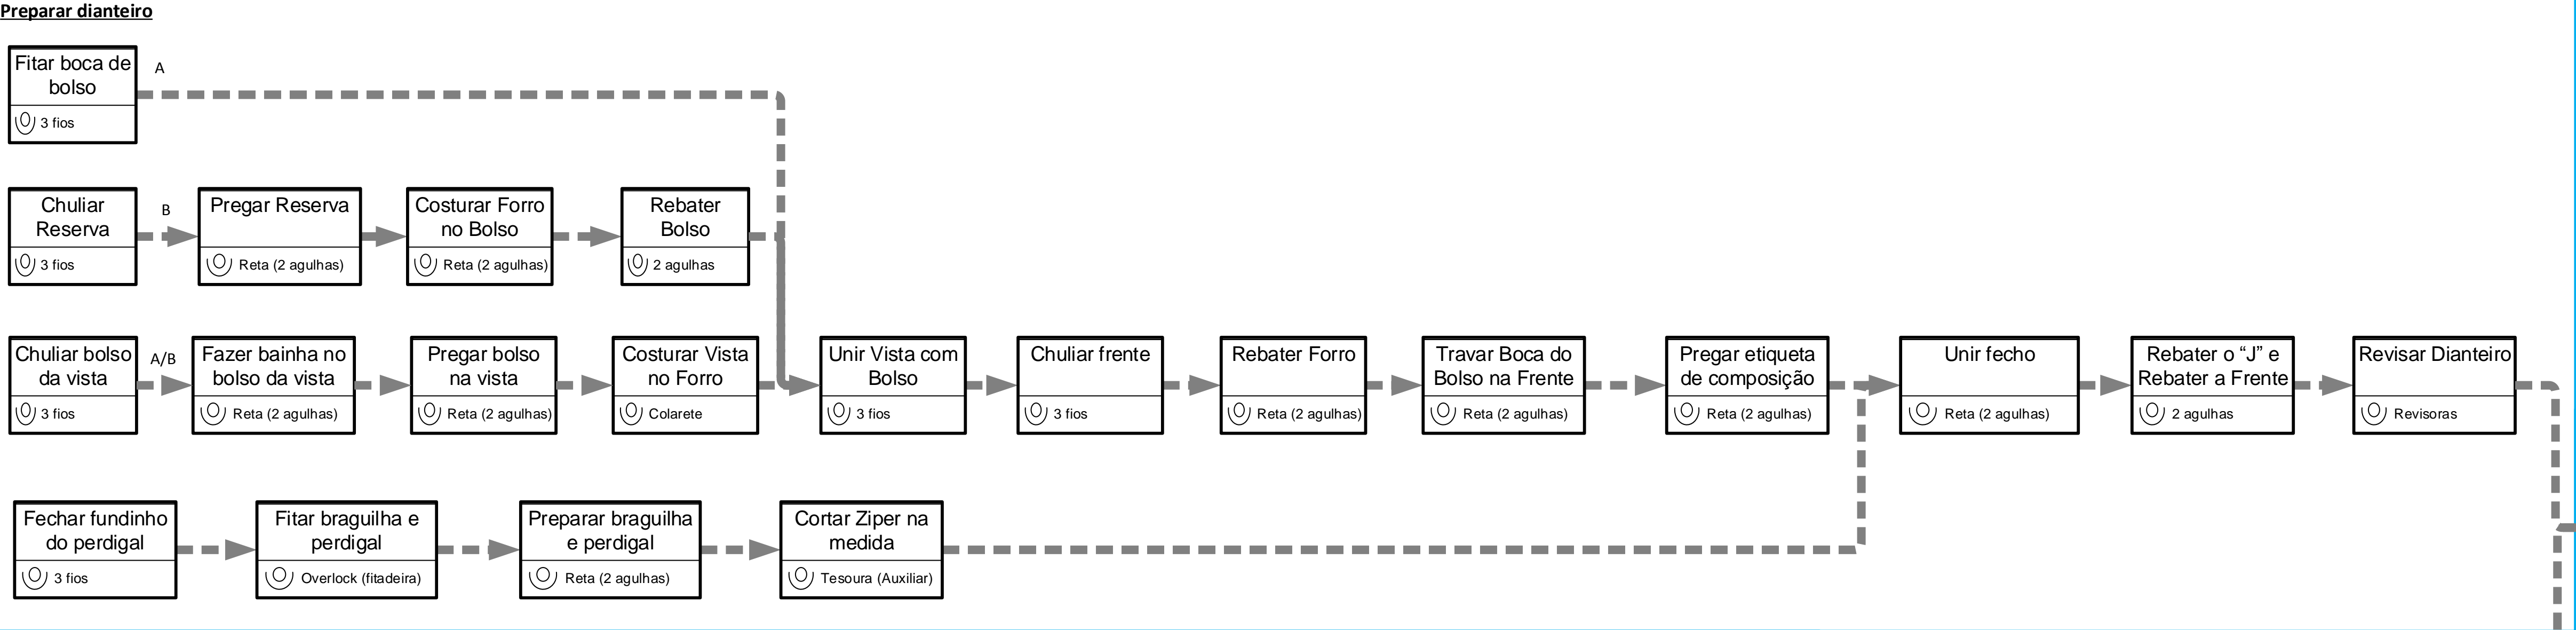 Preparar dianteiro
Fitar boca de
bolso
3 fios
A
Chuliar
Reserva
3 fios
B
Pregar Reserva
Reta (2 agulhas)
Costurar Forro
no Bolso
Reta (2 agulhas)
Rebater
Bolso
2 agulhas
Chuliar bolso
da vista
3 fios
A/B
Fazer bainha no
bolso da vista
Reta (2 agulhas)
Pregar bolso
na vista
Reta (2 agulhas)
Costurar Vista
no Forro
Colarete
Unir Vista com
Bolso
3 fios
Chuliar frente
3 fios
Rebater Forro
Reta (2 agulhas)
Travar Boca do
Bolso na Frente
Reta (2 agulhas)
Pregar etiqueta
de composição
Reta (2 agulhas)
Unir fecho
Reta (2 agulhas)
Rebater o “J” e
Rebater a Frente
2 agulhas
Revisar Dianteiro
Revisoras
Fechar fundinho
do perdigal
3 fios
Fitar braguilha e
perdigal
Overlock (fitadeira)
Preparar braguilha
e perdigal
Reta (2 agulhas)
Cortar Ziper na
medida
Tesoura (Auxiliar)